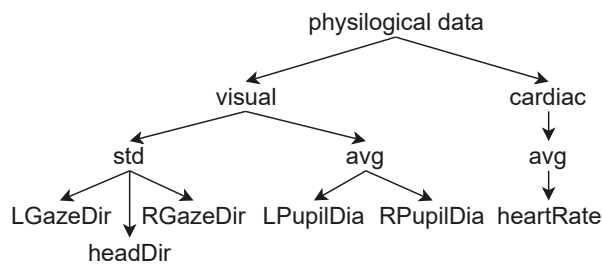 physilogical data
visual cardiac
std avg avg
LGazeDir RGazeDir LPupilDia RPupilDia heartRate
headDir